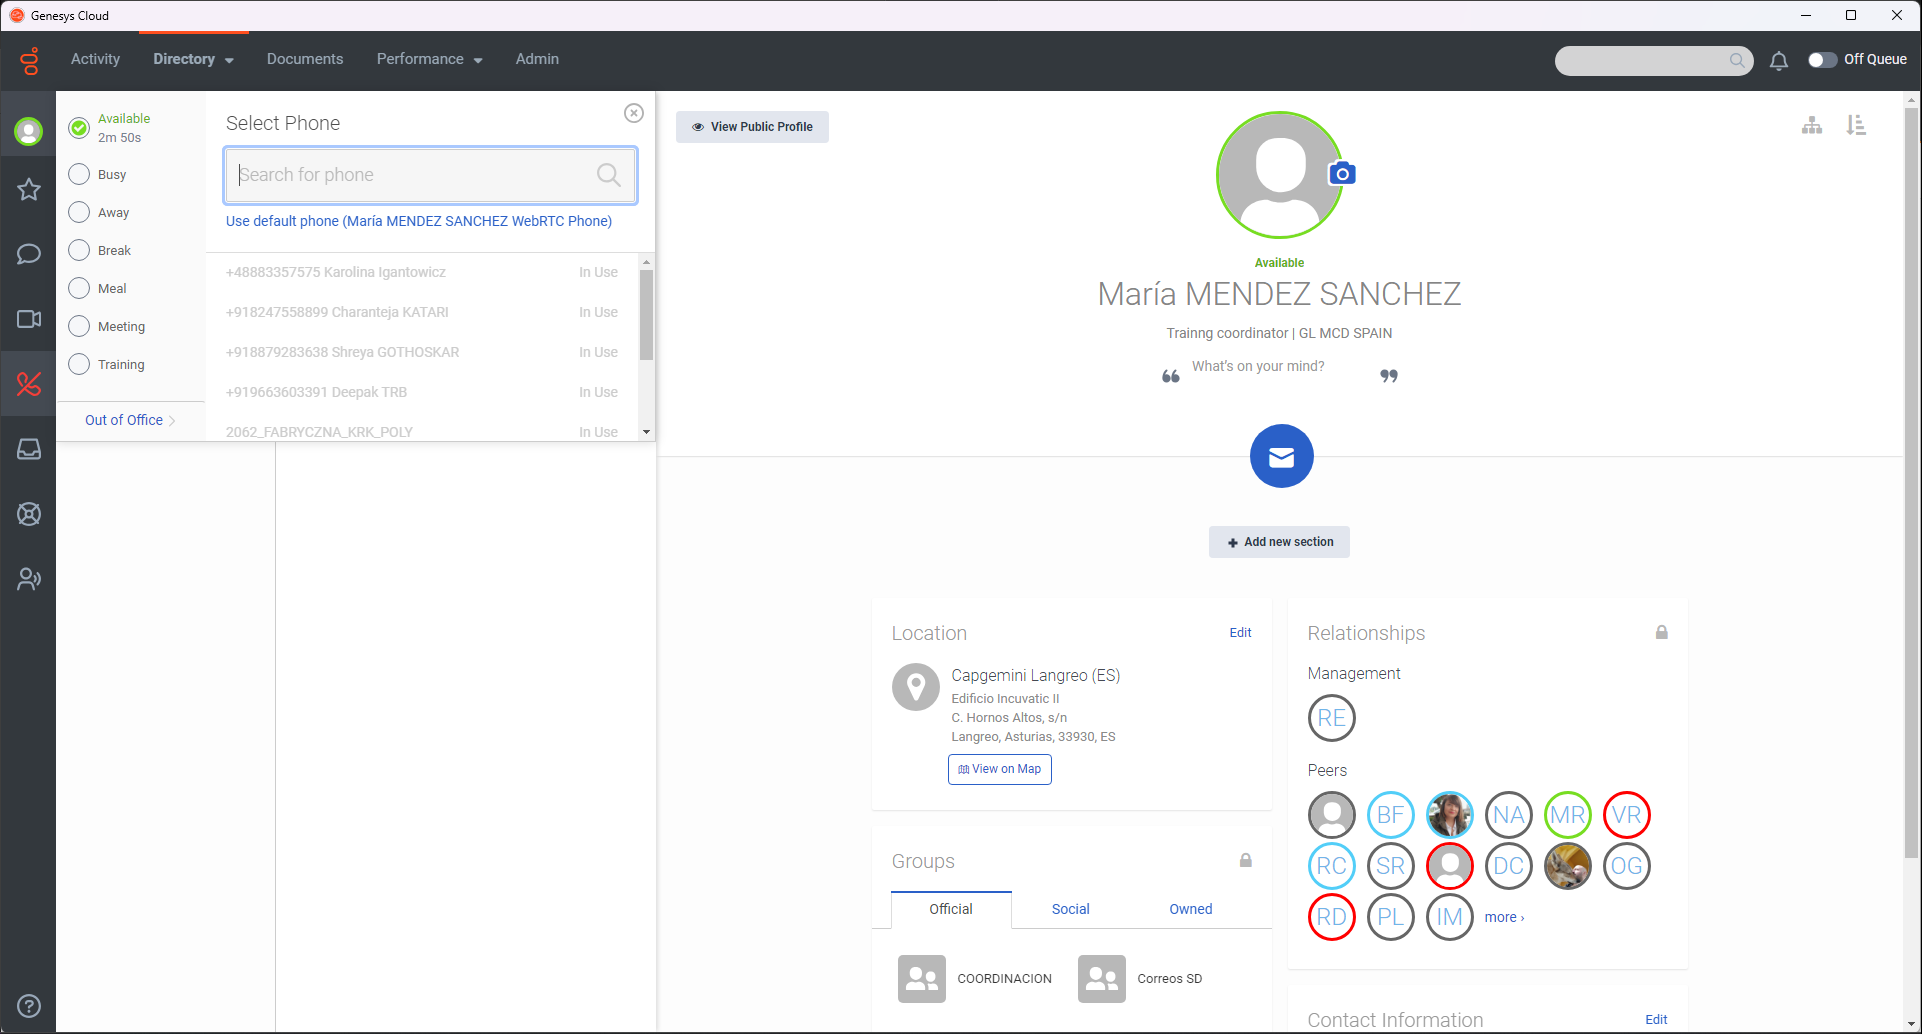 Genesys Cloud
Activity
Directory
Documents
Performance
Admin
Off Queue
Available
2m 50s
Busy
Away
Break
Meal
Meeting
Training
Out of Office
Select Phone
Search for phone
Use default phone (María MENDEZ SANCHEZ WebRTC Phone)
+48883357575 Karolina Igantowicz In Use
+918247558899 Charanteja KATARI In Use
+918879283638 Shreya GOTHOSKAR In Use
+919663603391 Deepak TRB In Use
2062_FABRYCZNA_KRK_POLY In Use
View Public Profile
Available
María MENDEZ SANCHEZ
Trainng coordinator | GL MCD SPAIN
“ What's on your mind? ”
Add new section
Location
Edit
Capgemini Langreo (ES)
Edificio Incuvatic II
C. Hornos Altos, s/n
Langreo, Asturias, 33930, ES
View on Map
Groups
Official
Social
Owned
COORDINACION
Correos SD
Relationships
Management
RE
Peers
BF NA MR VR
RC SR DC OG
RD PL IM more ›
Contact Information
Edit